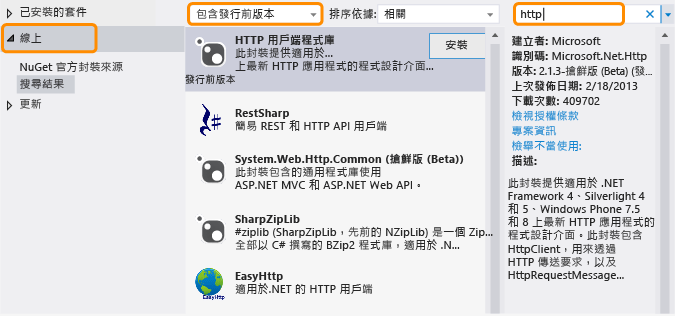 已安裝的套件
線上
NuGet 官方封裝來源
搜尋結果
更新
包含發行前版本
排序依據: 相關
HTTP 用戶端程式庫
此封裝提供適用於...
上最新 HTTP 應用程式的程式設計介面...
發行前版本
安裝
RestSharp
簡易 REST 和 HTTP API 用戶端
System.Web.Http.Common (搶鮮版 (Beta))
此封裝包含的通用程式庫使用
ASP.NET MVC 和 ASP.NET Web API。
SharpZipLib
#ziplib (SharpZipLib，先前的 NZipLib) 是一個 Zip...
全部以 C# 撰寫的 BZip2 程式庫，適用於 .N...
EasyHttp
EasyHttp
適用於.NET 的 HTTP 用戶端
http
建立者: Microsoft
識別碼: Microsoft.Net.Http
版本: 2.1.3-搶鮮版 (Beta) (發...
上次發佈日期: 2/18/2013
下載次數: 409702
檢視授權條款
專案資訊
檢舉不當使用:
描述:
此封裝提供適用於 .NET
Framework 4、Silverlight 4
和 5、Windows Phone 7.5
和 8 上最新 HTTP 應用程式的
程式設計介面。此封裝包含
HttpClient，用來透過
HTTP 傳送要求，以及
HttpRequestMessage...